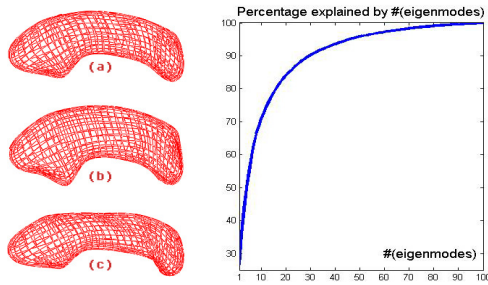 (a)
(b)
(c)
Percentage explained by #(eigenmodes)
100
90
80
70
60
50
40
30
#(eigenmodes)
1 10 20 30 40 50 60 70 80 90 100